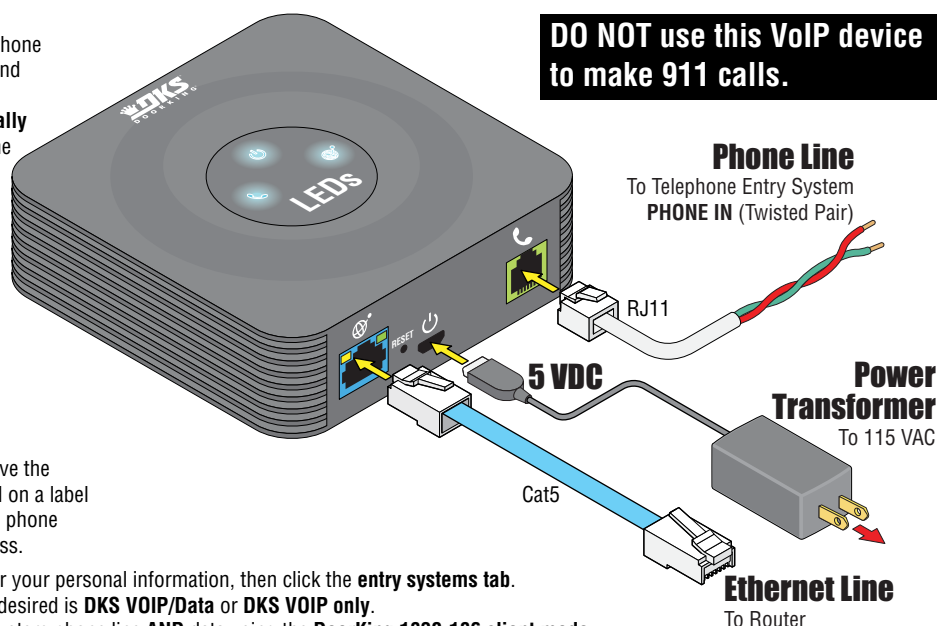 hone
nd
ally
ne
DO NOT use this VoIP device
to make 911 calls.
DKS
DOORKING
LEDs
Phone Line
To Telephone Entry System
PHONE IN (Twisted Pair)
RJ11
RESET
5 VDC
Power
Transformer
To 115 VAC
Cat5
Ethernet Line
To Router
ve the
d on a label
phone
ss.
r your personal information, then click the entry systems tab.
desired is DKS VOIP/Data or DKS VOIP only.